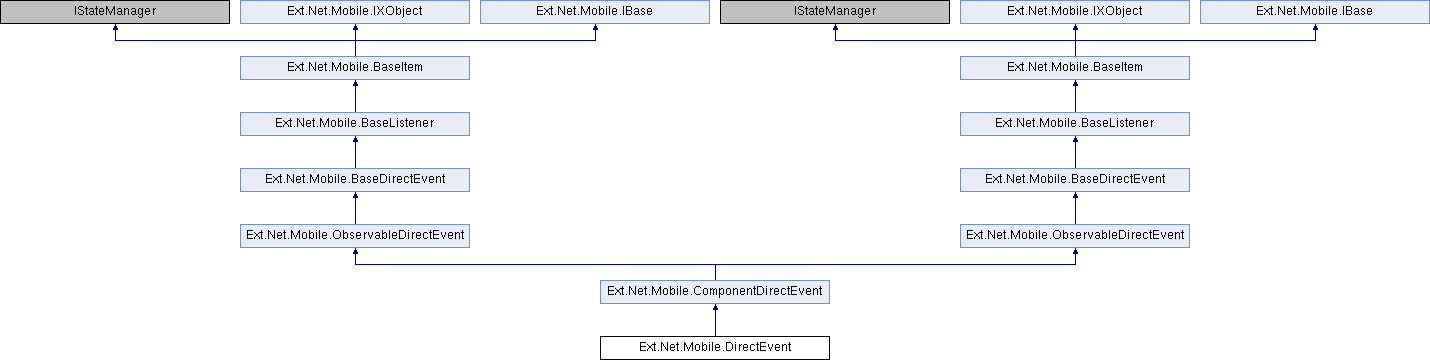 IStateManager
Ext.Net.Mobile.IXObject
Ext.Net.Mobile.IBase
IStateManager
Ext.Net.Mobile.IXObject
Ext.Net.Mobile.IBase
Ext.Net.Mobile.BaseItem
Ext.Net.Mobile.BaseItem
Ext.Net.Mobile.BaseListener
Ext.Net.Mobile.BaseListener
Ext.Net.Mobile.BaseDirectEvent
Ext.Net.Mobile.BaseDirectEvent
Ext.Net.Mobile.ObservableDirectEvent
Ext.Net.Mobile.ObservableDirectEvent
Ext.Net.Mobile.ComponentDirectEvent
Ext.Net.Mobile.DirectEvent